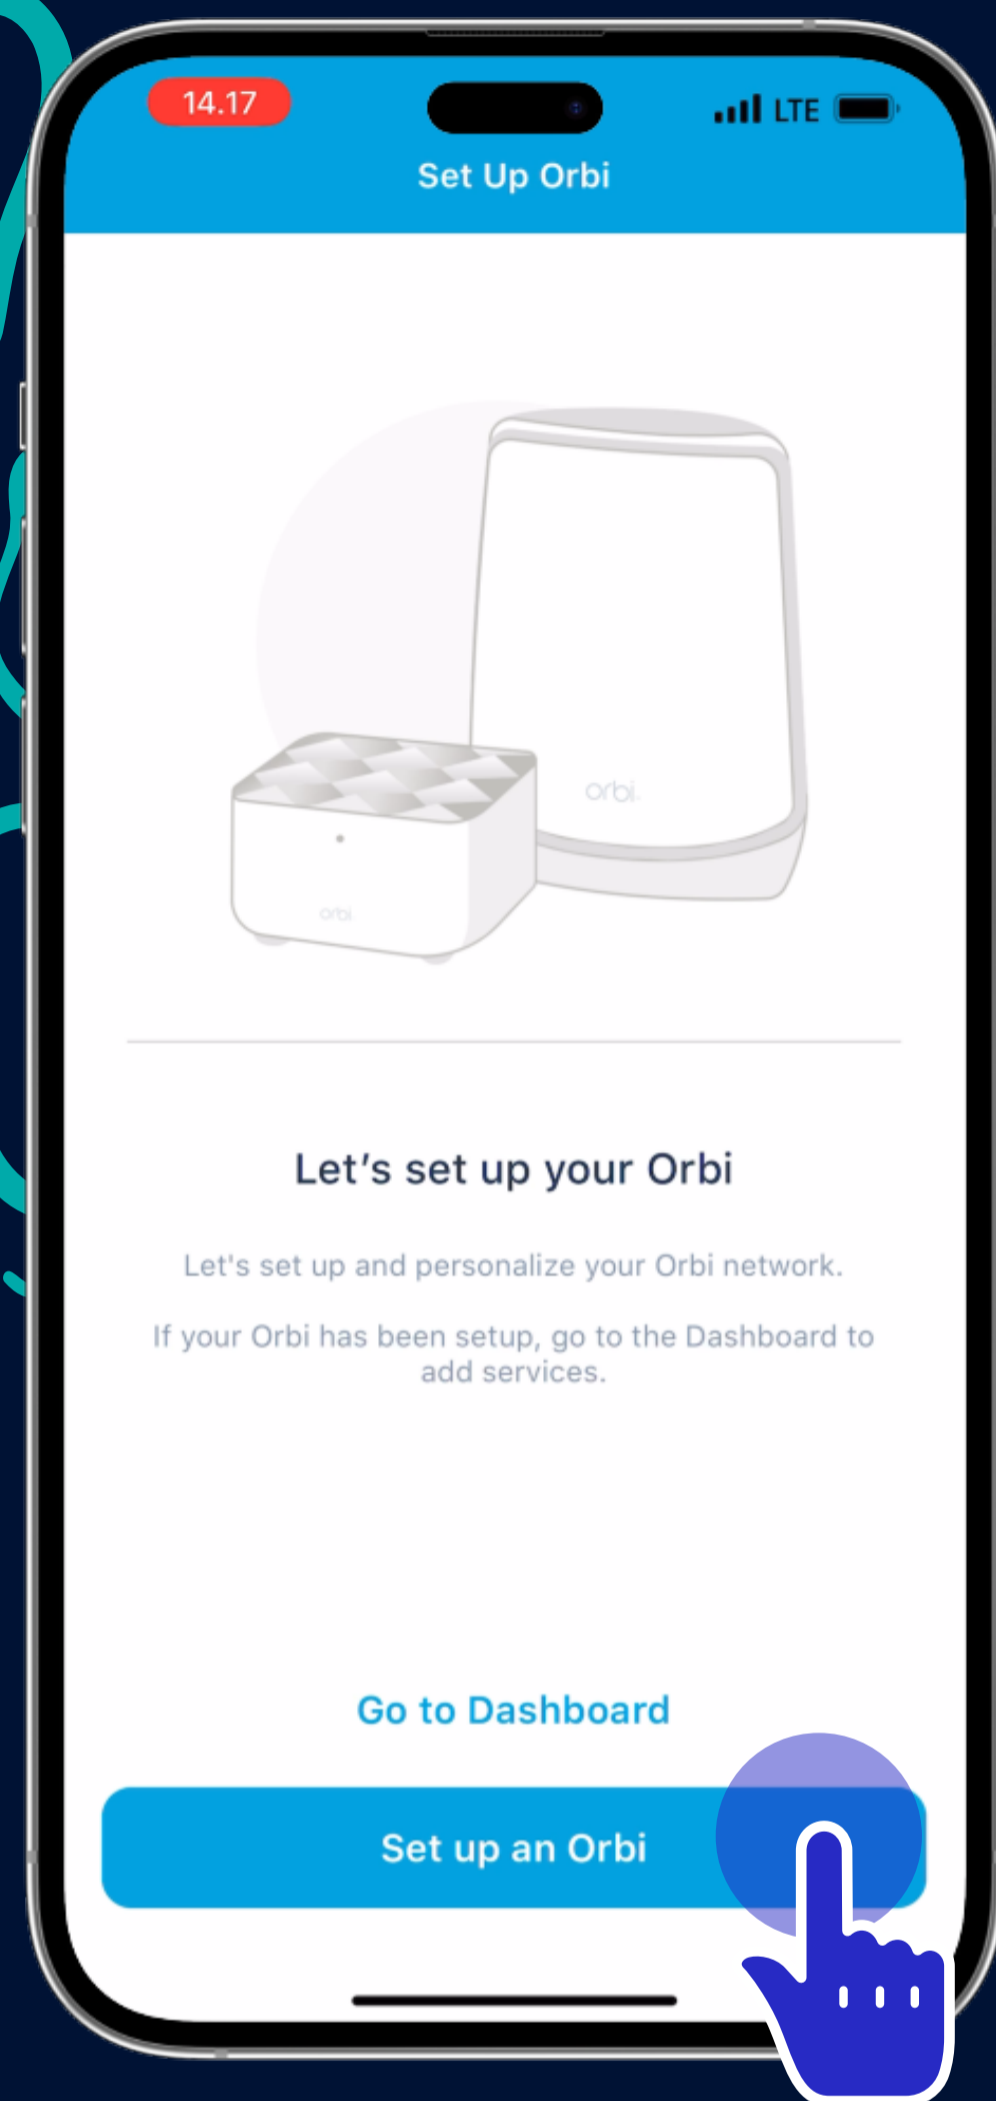 14.17
LTE
Set Up Orbi
orbi.
orbi
Let's set up your Orbi
Let's set up and personalize your Orbi network.
If your Orbi has been setup, go to the Dashboard to
add services.
Go to Dashboard
Set up an Orbi